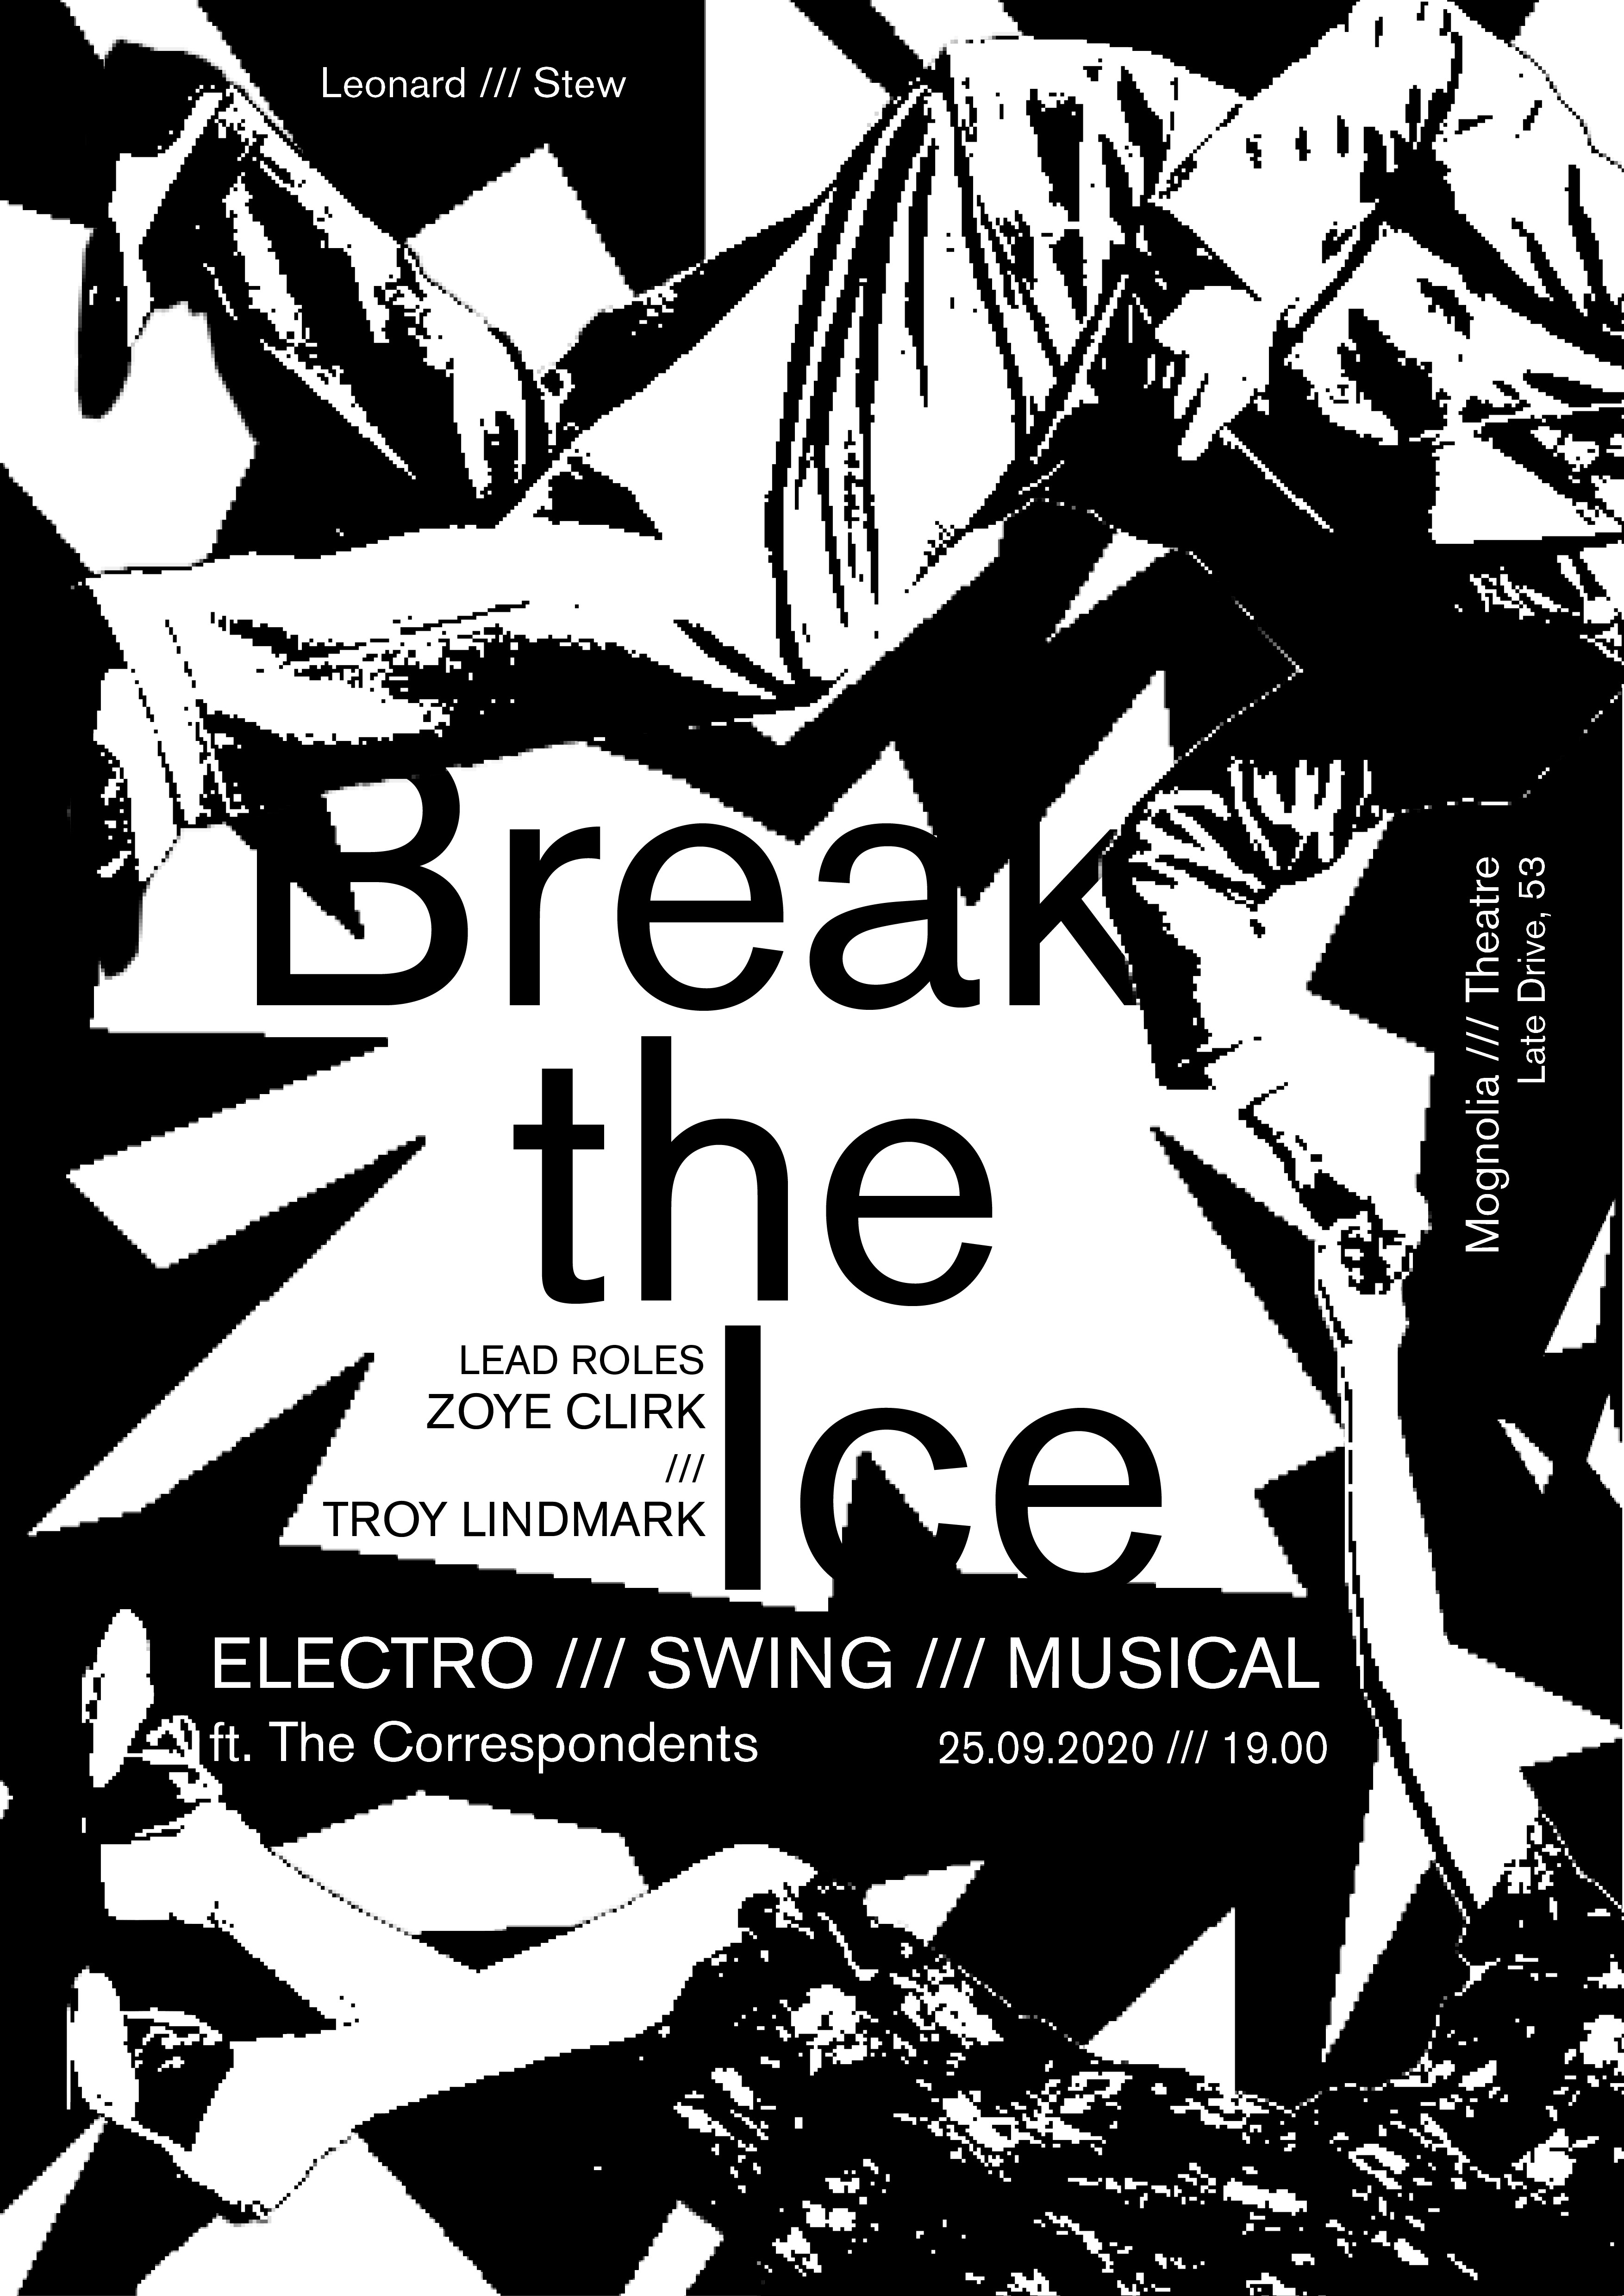 Leonard /// Stew
Break
the
Ice
LEAD ROLES
ZOYE CLIRK
///
TROY LINDMARK
Mognolia /// Theatre
Late Drive, 53
ELECTRO /// SWING /// MUSICAL
ft. The Correspondents
25.09.2020 /// 19.00